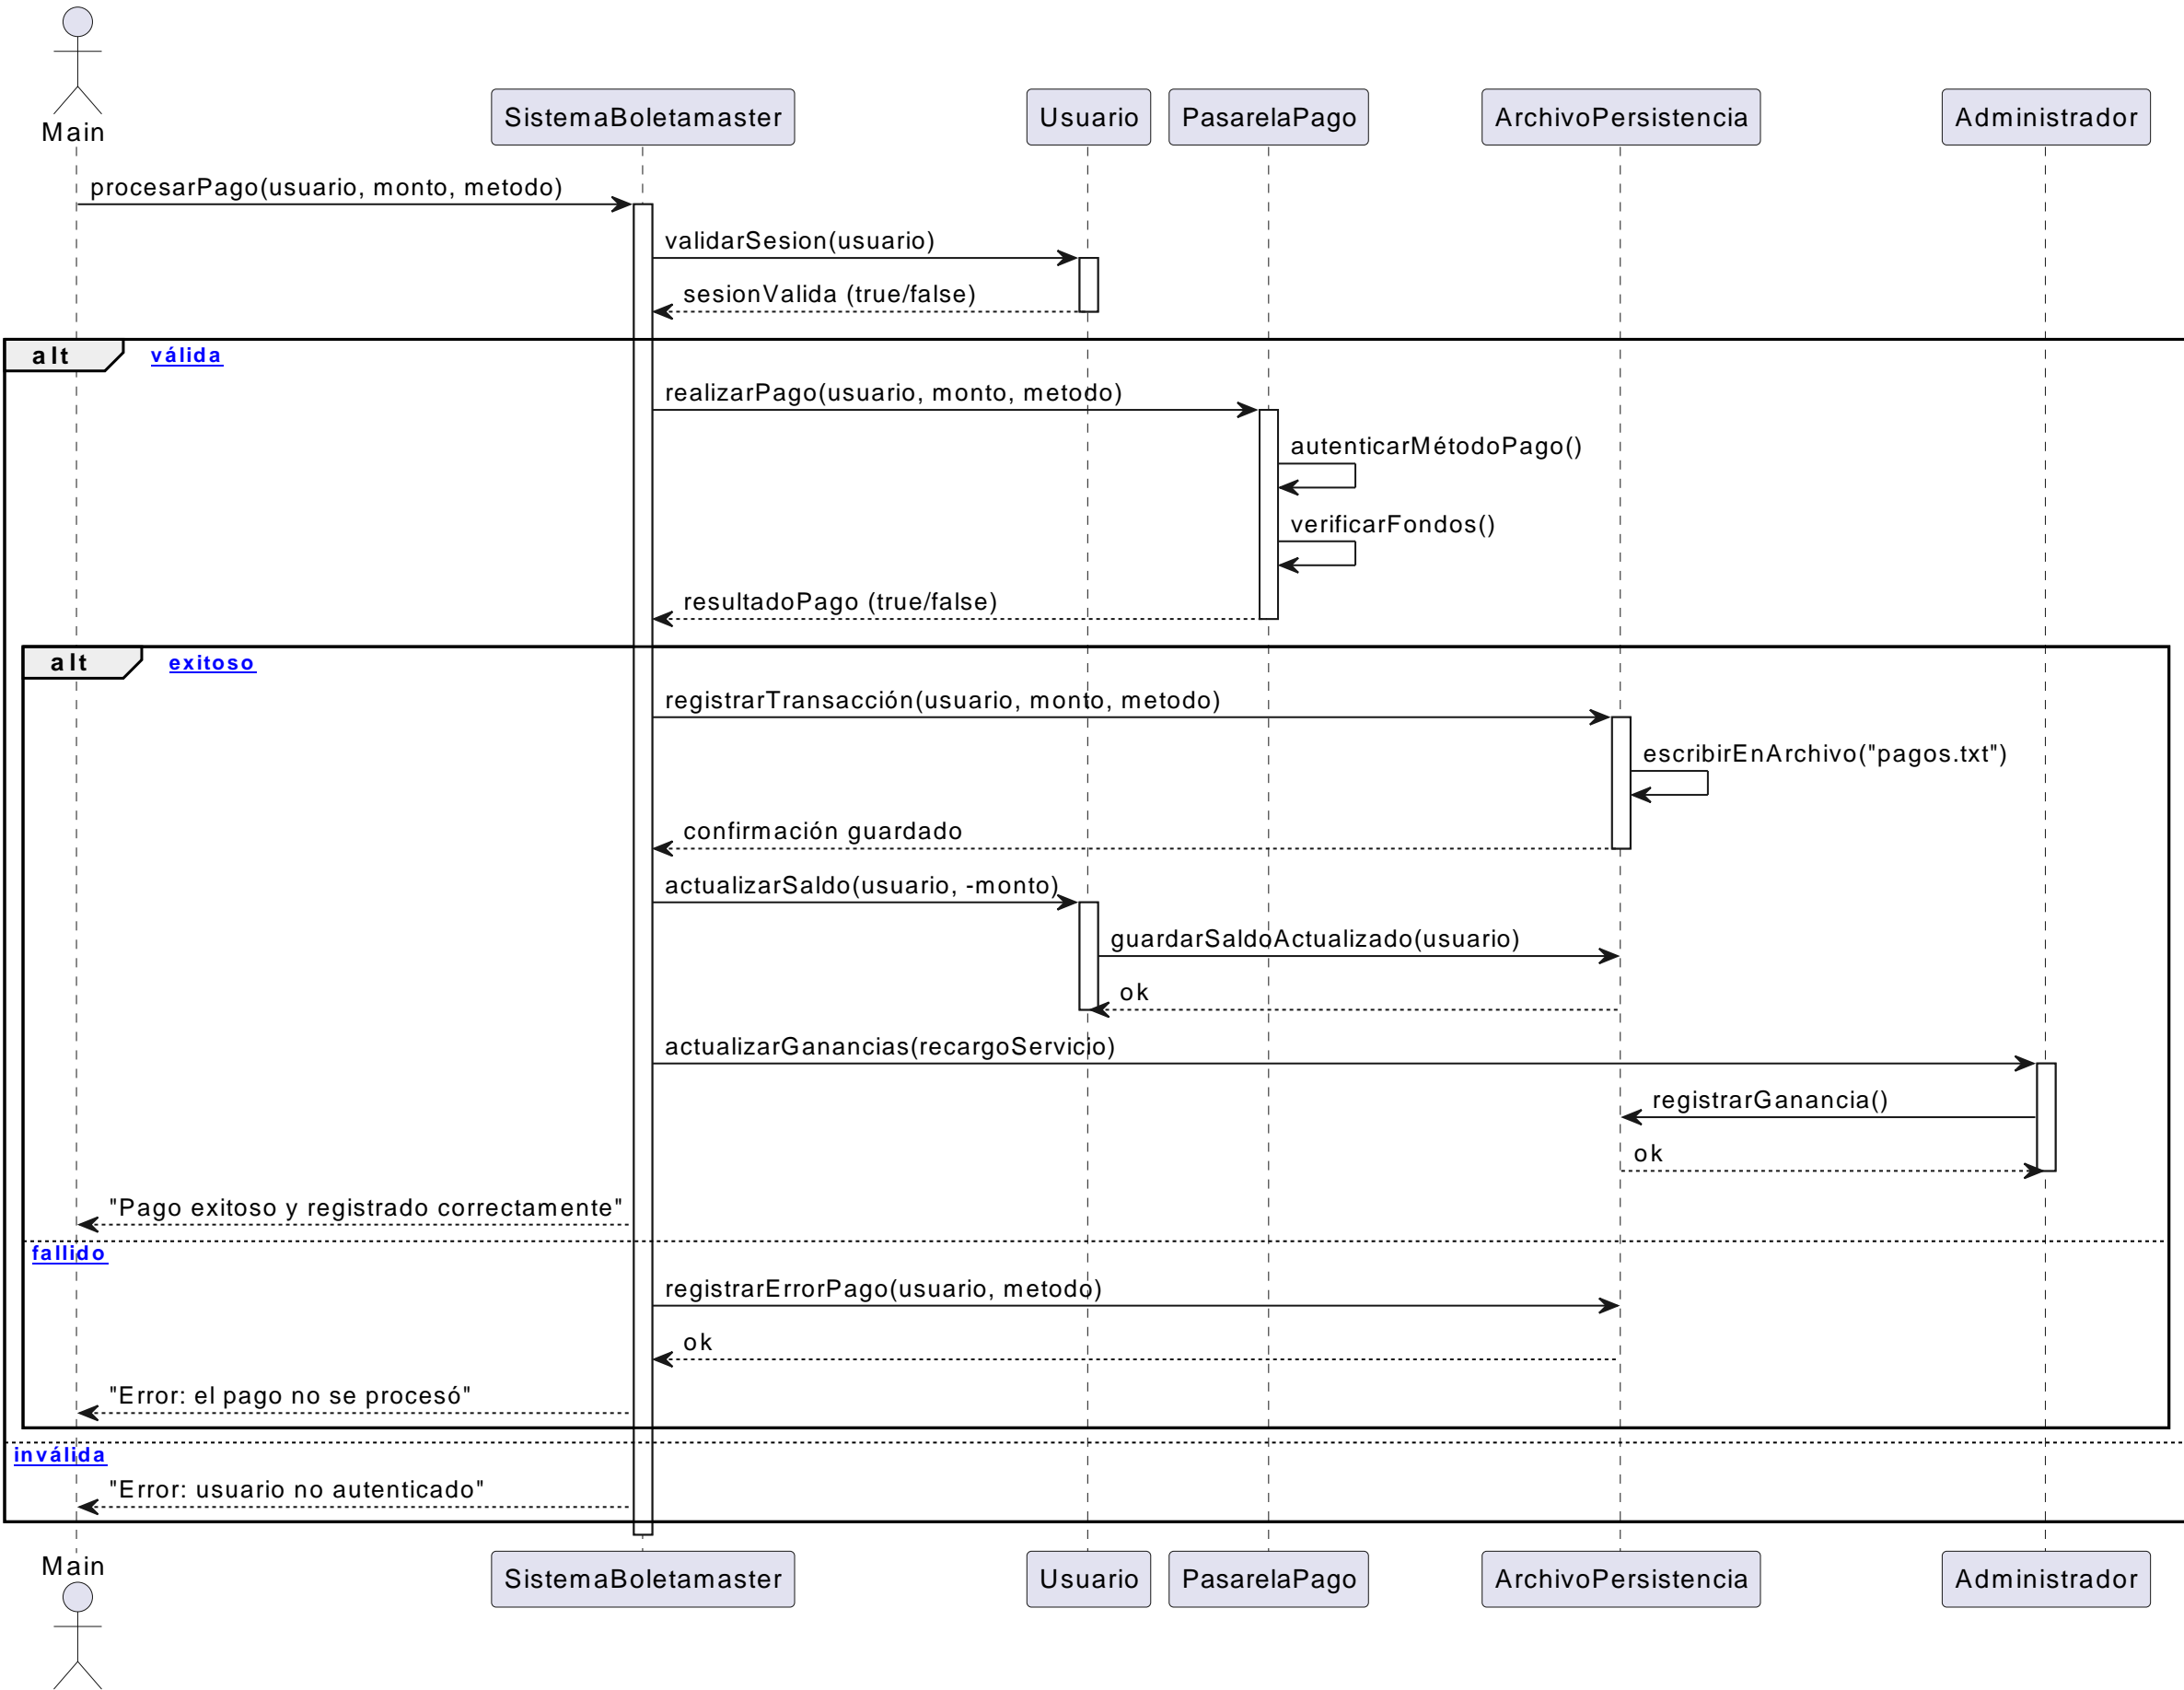 Main
SistemaBoletamaster
Usuario
PasarelaPago
ArchivoPersistencia
Administrador
procesarPago(usuario, monto, metodo)
validarSesion(usuario)
sesionValida (true/false)
alt
válida
realizarPago(usuario, monto, metodo)
autenticarMétodoPago()
verificarFondos()
resultadoPago (true/false)
alt
exitoso
registrarTransacción(usuario, monto, metodo)
escribirEnArchivo("pagos.txt")
confirmación guardado
actualizarSaldo(usuario, -monto)
guardarSaldoActualizado(usuario)
ok
actualizarGanancias(recargoServicio)
registrarGanancia()
ok
"Pago exitoso y registrado correctamente"
fallido
registrarErrorPago(usuario, metodo)
ok
"Error: el pago no se procesó"
inválida
"Error: usuario no autenticado"
Main
SistemaBoletamaster
Usuario
PasarelaPago
ArchivoPersistencia
Administrador